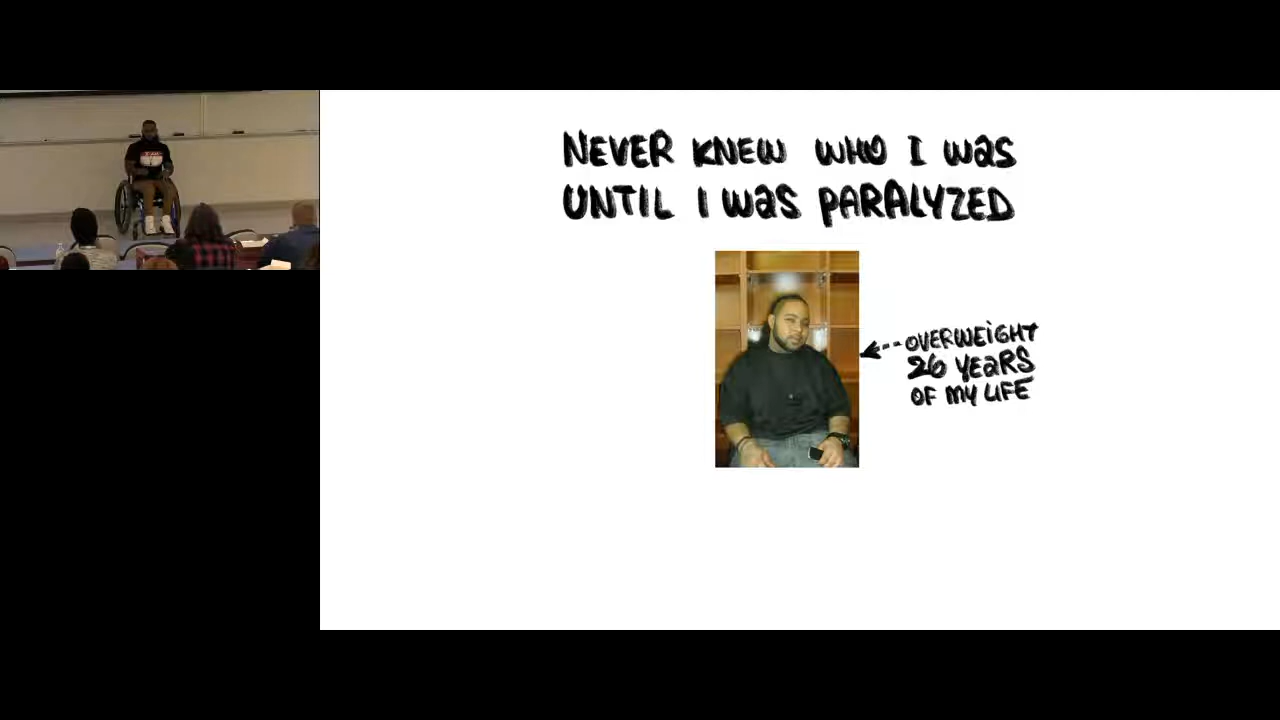 NEVER KNEW WHO I WAS
UNTIL I WAS PARALYZED
OVERWEIGHT
26 YEARS
OF MY LIFE